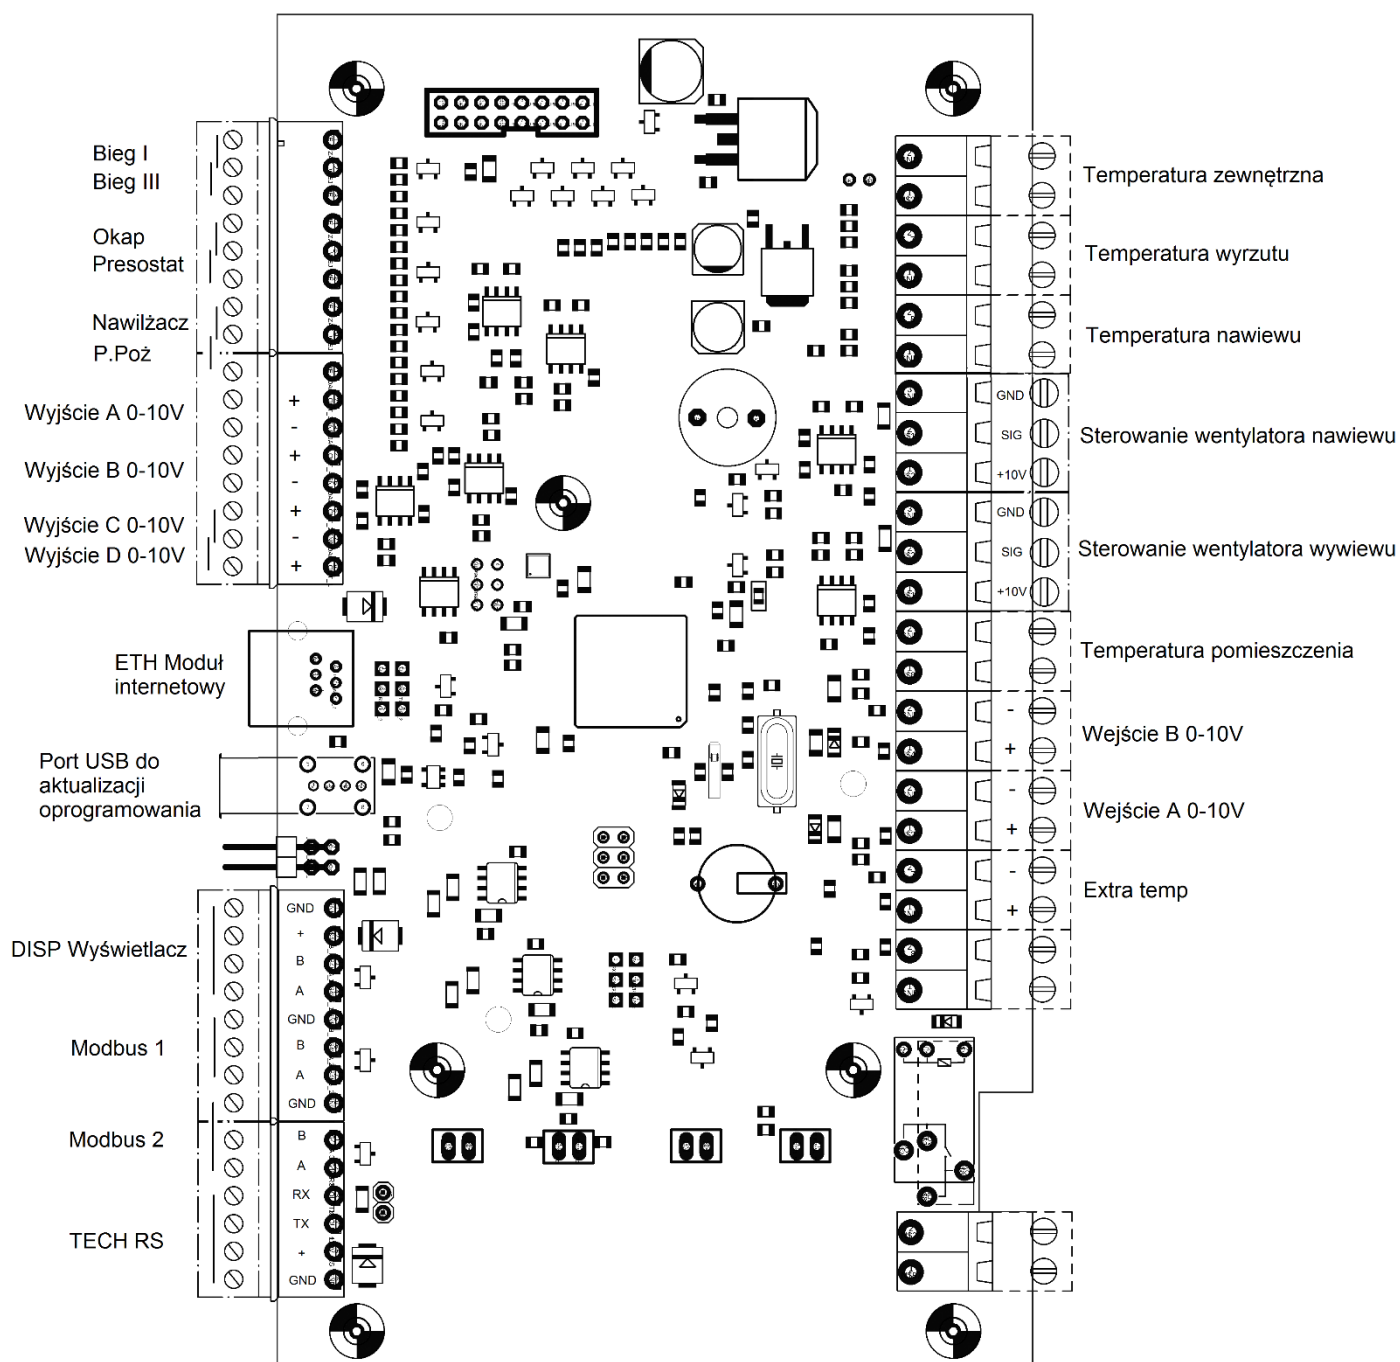 Bieg I
Bieg III
Okap
Presostat
Nawilżacz
P.Poż
Wyjście A 0-10V
+
-
Wyjście B 0-10V
+
-
Wyjście C 0-10V
+
-
Wyjście D 0-10V
+
ETH Moduł
internetowy
Port USB do
aktualizacji
oprogramowania
DISP Wyświetlacz
GND
+
B
A
Modbus 1
GND
B
A
Modbus 2
GND
B
A
TECH RS
RX
TX
+
GND
Temperatura zewnętrzna
Temperatura wyrzutu
Temperatura nawiewu
GND
SIG
+10V
Sterowanie wentylatora nawiewu
GND
SIG
+10V
Sterowanie wentylatora wywiewu
Temperatura pomieszczenia
-
+
Wejście B 0-10V
-
+
Wejście A 0-10V
-
+
Extra temp